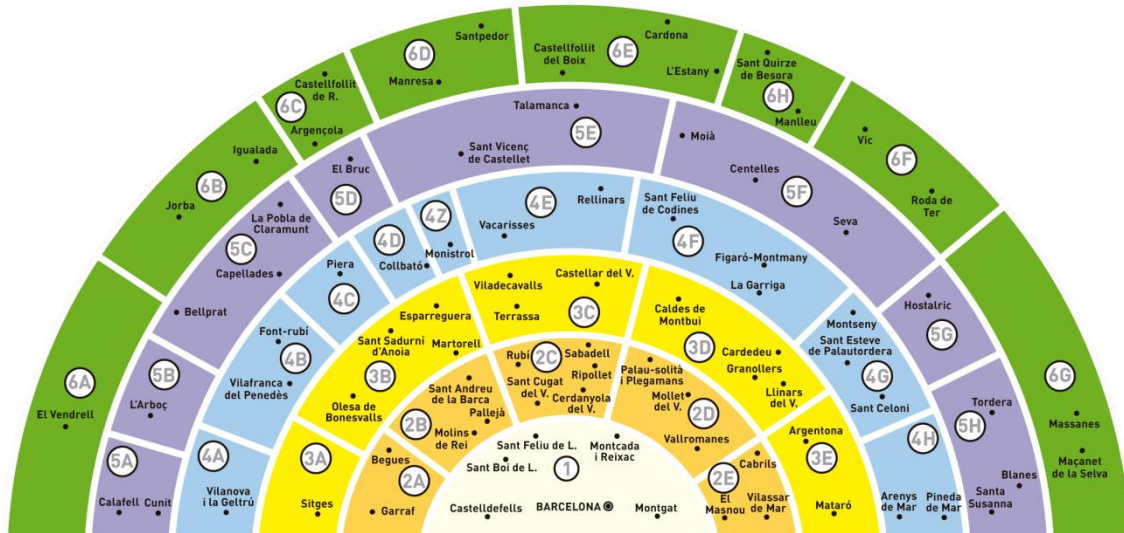 6D
Santpedor
Manresa
Castellfollit
del Boix
6E
Cardona
L'Estany
Sant Quirze
de Besora
6H
Manlleu
Castellfollit
de R.
6C
Argençola
Talamanca
5E
Sant Vicenç
de Castellet
Moià
Centelles
5F
Seva
Vic
6F
Roda de
Ter
Igualada
6B
Jorba
El Bruc
5D
La Pobla de
Claramunt
5C
Capellades
Bellprat
4Z
4D
Collbató
Monistrol
4E
Rellinars
Vacarisses
Sant Feliu
de Codines
4F
Figaró-Montmany
La Garriga
Piera
4C
Viladecavalls
Castellar del V.
Terrassa
3C
Caldes de
Montbui
3D
Cardedeu
Granollers
Llinars
del V.
Hostalric
5G
Montseny
Sant Esteve
de Palautordera
4G
Sant Celoni
Font-rubí
4B
Vilafranca
del Penedès
Esparreguera
Sant Sadurní
d'Anoia
Martorell
3B
Olesa de
Bonesvalls
Rubí
2C
Sabadell
Ripollet
Sant Cugat
del V.
Cerdanyola
del V.
Palau-solità
i Plegamans
Mollet
del V.
2D
Vallromanes
Sant Andreu
de la Barca
Pallejà
2B
Molins
de Rei
6A
El Vendrell
5B
L'Arboç
5A
Calafell
Cunit
4A
Vilanova
i la Geltrú
3A
Sitges
Begues
2A
Garraf
Sant Feliu de L.
Montcada
i Reixac
Sant Boi de L.
1
BARCELONA
Castelldefells
Montgat
Cabrils
2E
El
Masnou
Vilassar
de Mar
Argentona
3E
Mataró
4H
Arenys
de Mar
Pineda
de Mar
5H
Tordera
Blanes
Santa
Susanna
6G
Massanes
Maçanet
de la Selva